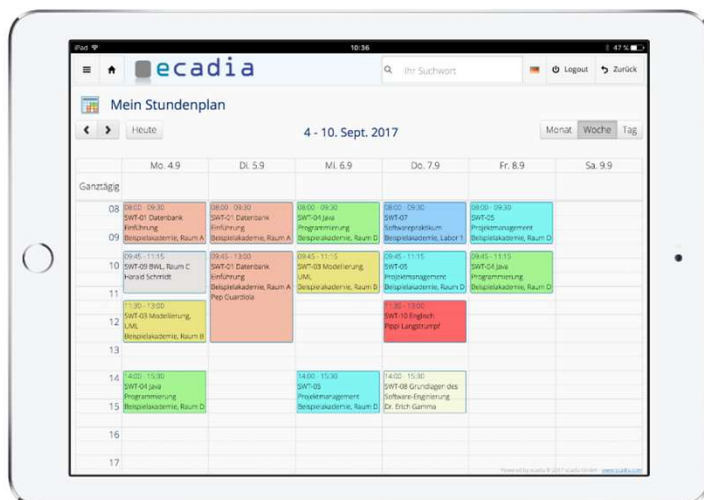 iPad
10:36
47 %
ecadia
Ihr Suchwort
Logout
Zurück
Mein Stundenplan
Heute
4 - 10. Sept. 2017
Monat Woche Tag
Mo. 4.9 Di. 5.9 Mi. 6.9 Do. 7.9 Fr. 8.9 Sa. 9.9
Ganztägig
08
09
10
11
12
13
14
15
16
17
08:00 - 09:30
SWT-01 Datenbank
Einführung
Beispielakademie, Raum A
09:45 - 11:15
SWT-09 BWL, Raum C
Harald Schmidt
11:30 - 13:00
SWT-03 Modellierung,
UML
Beispielakademie, Raum B
14:00 - 15:30
SWT-04 Java
Programmierung
Beispielakademie, Raum D
08:00 - 09:30
SWT-01 Datenbank
Einführung
Beispielakademie, Raum A
09:45 - 13:00
SWT-01 Datenbank
Einführung
Beispielakademie, Raum A
Pep Guardiola
08:00 - 09:30
SWT-04 Java
Programmierung
Beispielakademie, Raum D
09:45 - 11:15
SWT-03 Modellierung,
UML
Beispielakademie, Raum B
14:00 - 15:30
SWT-05
Projektmanagement
Beispielakademie, Raum D
08:00 - 09:30
SWT-07
Softwarepraktikum
Beispielakademie, Labor 1
09:45 - 11:15
SWT-05
Projektmanagement
Beispielakademie, Raum D
11:30 - 13:00
SWT-10 Englisch
Pippi Langstrumpf
14:00 - 15:30
SWT-08 Grundlagen des
Software-Enginierung
Dr. Erich Gamma
08:00 - 09:30
SWT-05
Projektmanagement
Beispielakademie, Raum D
09:45 - 11:15
SWT-04 Java
Programmierung
Beispielakademie, Raum D
Powered by ecadia © 2017 ecadia GmbH - www.ecadia.com